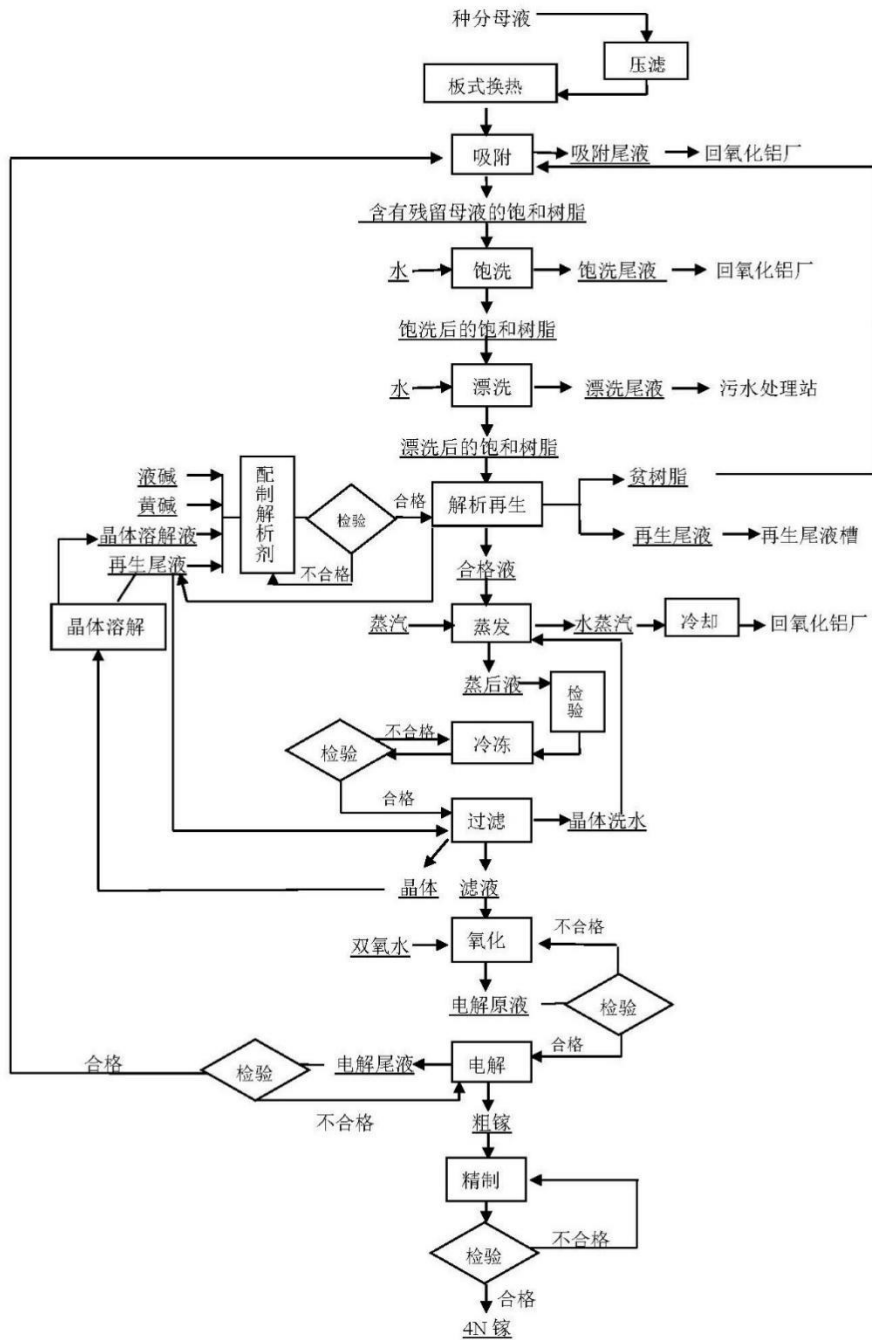 种分母液
压滤
板式换热
吸附
吸附尾液
回氧化铝厂
含有残留母液的饱和树脂
水
饱洗
饱洗尾液
回氧化铝厂
饱洗后的饱和树脂
水
漂洗
漂洗尾液
污水处理站
漂洗后的饱和树脂
液碱
黄碱
晶体溶解液
再生尾液
配制解析剂
检验
合格
不合格
解析再生
贫树脂
再生尾液
再生尾液槽
合格液
晶体溶解
蒸汽
蒸发
水蒸汽
冷却
回氧化铝厂
蒸后液
检验
不合格
检验
冷冻
合格
过滤
晶体洗水
晶体
滤液
双氧水
氧化
不合格
电解原液
检验
合格
合格
检验
电解尾液
电解
不合格
粗镓
精制
检验
不合格
合格
4N 镓